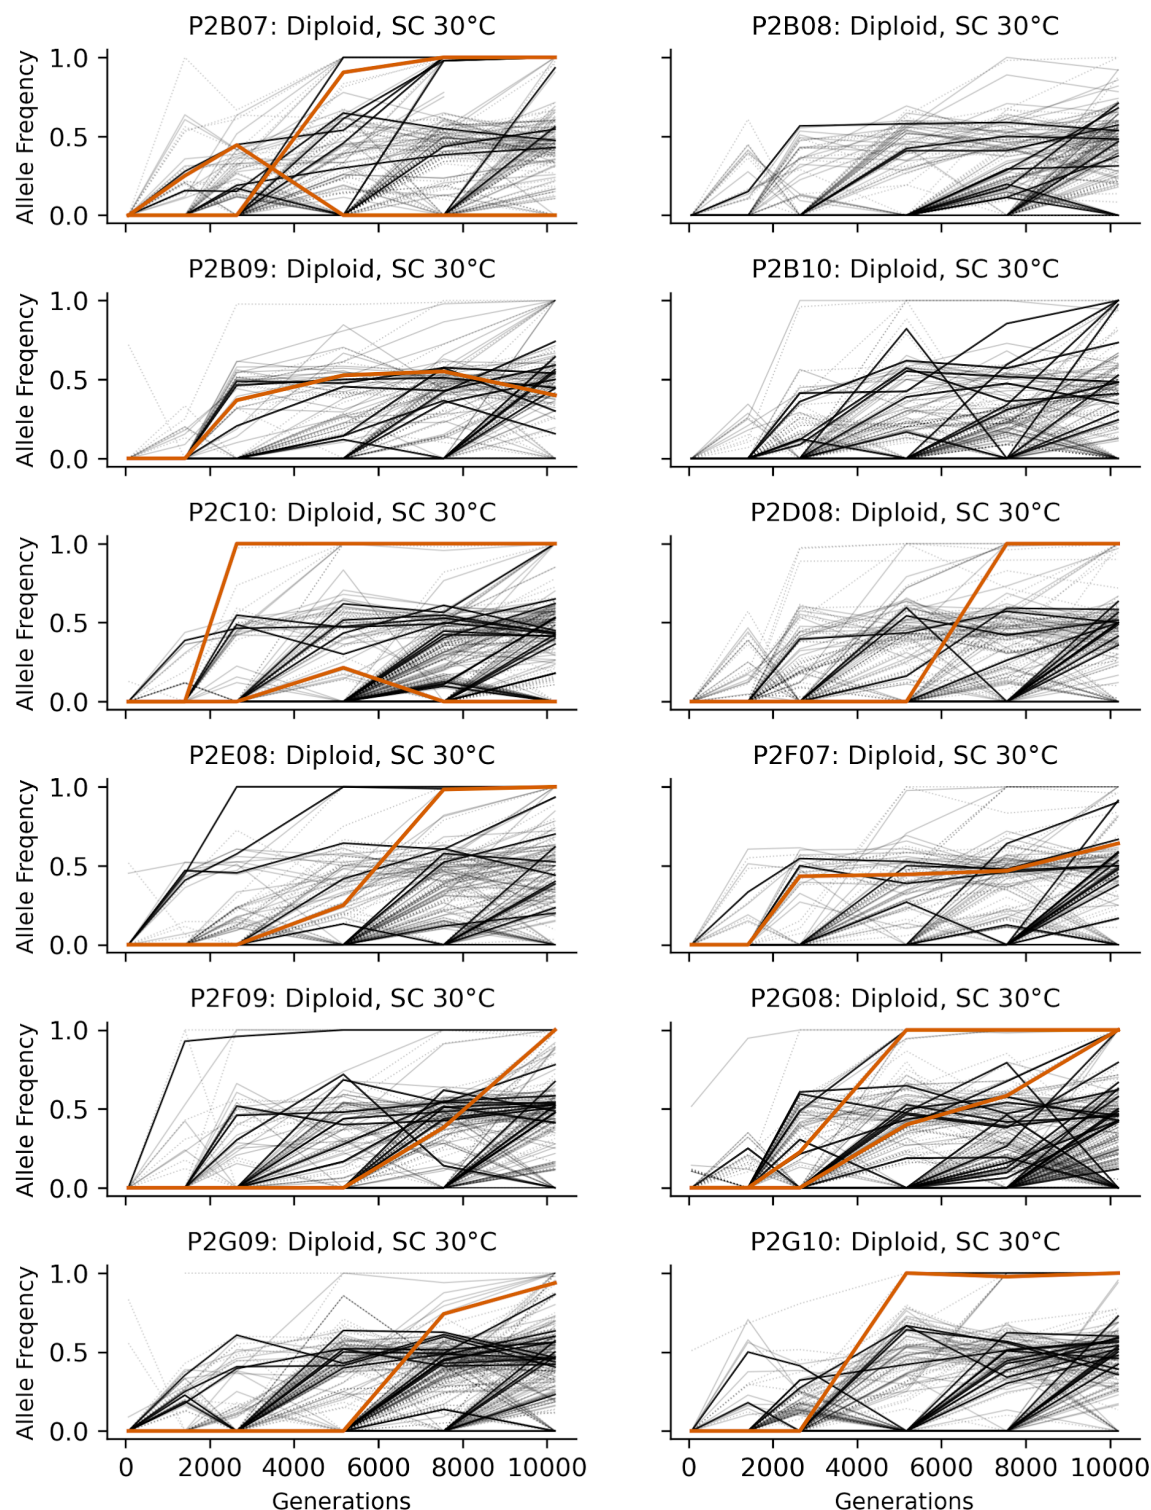 P2B07: Diploid, SC 30°C
P2B08: Diploid, SC 30°C
Allele Freqency
1.0
0.5
0.0
P2B09: Diploid, SC 30°C
P2B10: Diploid, SC 30°C
Allele Freqency
1.0
0.5
0.0
P2C10: Diploid, SC 30°C
P2D08: Diploid, SC 30°C
Allele Freqency
1.0
0.5
0.0
P2E08: Diploid, SC 30°C
P2F07: Diploid, SC 30°C
Allele Freqency
1.0
0.5
0.0
P2F09: Diploid, SC 30°C
P2G08: Diploid, SC 30°C
Allele Freqency
1.0
0.5
0.0
P2G09: Diploid, SC 30°C
P2G10: Diploid, SC 30°C
Allele Freqency
1.0
0.5
0.0
0 2000 4000 6000 8000 10000
0 2000 4000 6000 8000 10000
Generations
Generations